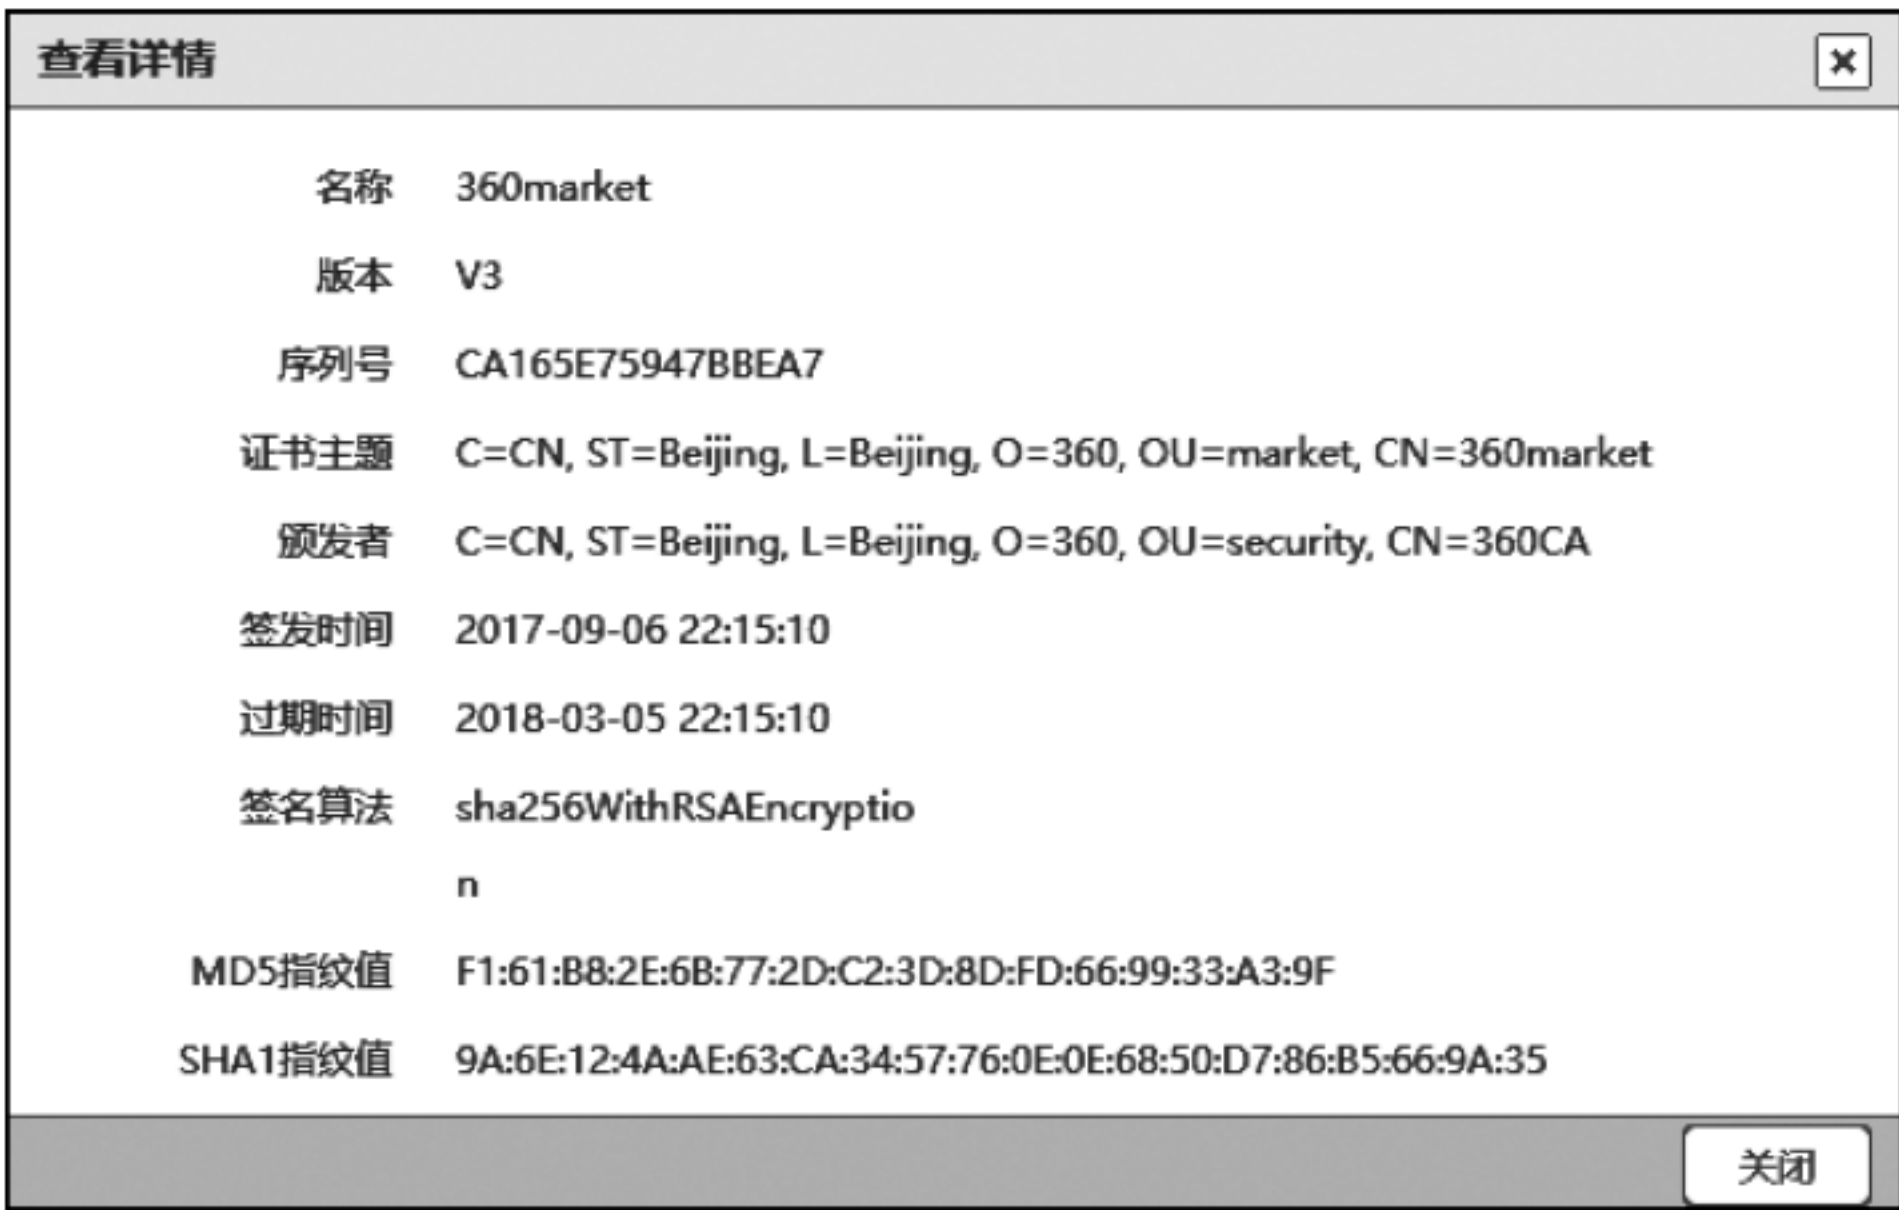 查看详情
名称 360market
版本 V3
序列号 CA165E75947BBEA7
证书主题 C=CN, ST=Beijing, L=Beijing, O=360, OU=market, CN=360market
颁发者 C=CN, ST=Beijing, L=Beijing, O=360, OU=security, CN=360CA
签发时间 2017-09-06 22:15:10
过期时间 2018-03-05 22:15:10
签名算法 sha256WithRSAEncryptio
n
MD5指纹值 F1:61:B8:2E:6B:77:2D:C2:3D:8D:FD:66:99:33:A3:9F
SHA1指纹值 9A:6E:12:4A:AE:63:CA:34:57:76:0E:0E:68:50:D7:86:B5:66:9A:35
关闭